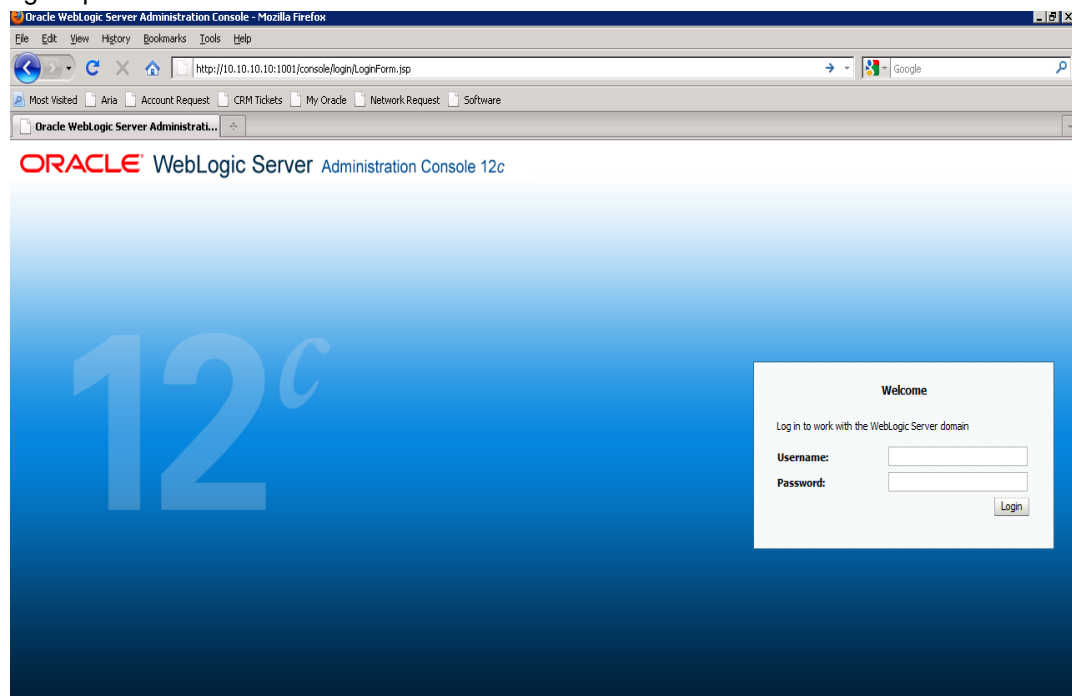 Oracle WebLogic Server Administration Console - Mozilla Firefox
File Edit View History Bookmarks Tools Help
http://10.10.10.10:1001/console/login/LoginForm.jsp
Google
Most Visited Aria Account Request CRM Tickets My Oracle Network Request Software
Oracle WebLogic Server Administrati...
ORACLE WebLogic Server Administration Console 12c
12c
Welcome
Log in to work with the WebLogic Server domain
Username:
Password:
Login